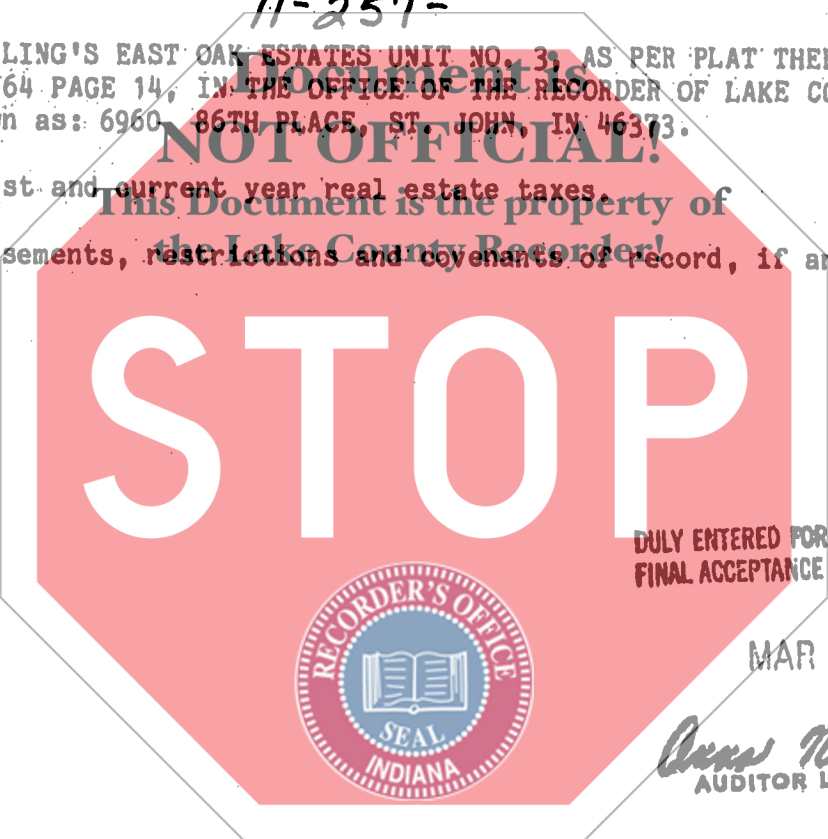 11-257-
LING'S EAST OAK ESTATES UNIT NO. 3, AS PER PLAT THE
Document is
64 PAGE 14, IN THE OFFICE OF THE RECORDER OF LAKE CO
n as: 6960 86TH PLACE, ST. JOHN, IN 46373.
NOT OFFICIAL!
st and current year real estate taxes.
This Document is the property of
the Lake County Recorder!
sements, restrictions and covenants of record, if a
STOP
DULY ENTERED FOR
FINAL ACCEPTANCE
RECORDER'S OFFICE
SEAL
INDIANA
MAR
AUDITOR L